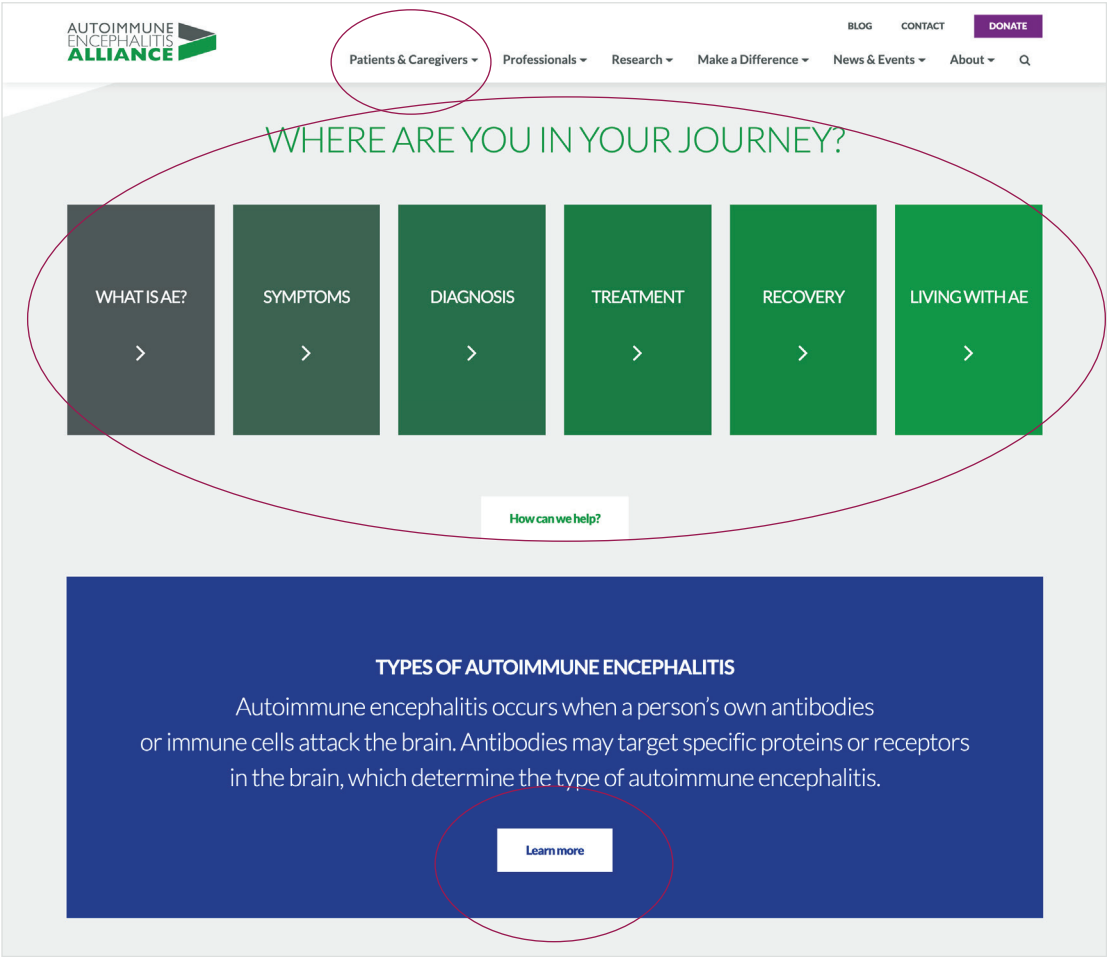 AUTOIMMUNE
ENCEPHALITIS
ALLIANCE
BLOG CONTACT DONATE
Patients & Caregivers Professionals Research Make a Difference News & Events About
WHERE ARE YOU IN YOUR JOURNEY?
WHAT IS AE? SYMPTOMS DIAGNOSIS TREATMENT RECOVERY LIVING WITH AE
How can we help?
TYPES OF AUTOIMMUNE ENCEPHALITIS
Autoimmune encephalitis occurs when a person’s own antibodies
or immune cells attack the brain. Antibodies may target specific proteins or receptors
in the brain, which determine the type of autoimmune encephalitis.
Learn more